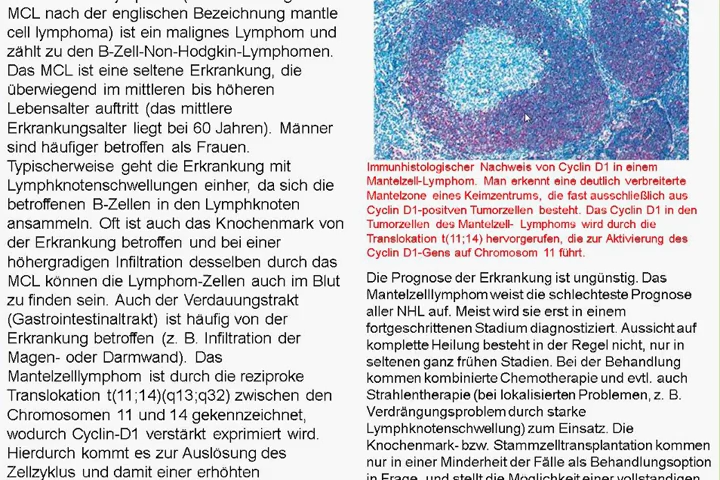 MCL nach der englischen Bezeichnung mantle
cell lymphoma) ist ein malignes Lymphom und
zählt zu den B-Zell-Non-Hodgkin-Lymphomen.
Das MCL ist eine seltene Erkrankung, die
überwiegend im mittleren bis höheren
Lebensalter auftritt (das mittlere
Erkrankungsalter liegt bei 60 Jahren). Männer
sind häufiger betroffen als Frauen.
Typischerweise geht die Erkrankung mit
Lymphknotenschwellungen einher, da sich die
betroffenen B-Zellen in den Lymphknoten
ansammeln. Oft ist auch das Knochenmark von
der Erkrankung betroffen und bei einer
höhergradigen Infiltration desselben durch das
MCL können die Lymphom-Zellen auch im Blut
zu finden sein. Auch der Verdauungstrakt
(Gastrointestinaltrakt) ist häufig von der
Erkrankung betroffen (z. B. Infiltration der
Magen- oder Darmwand). Das
Mantelzelllymphom ist durch die reziproke
Translokation t(11;14)(q13;q32) zwischen den
Chromosomen 11 und 14 gekennzeichnet,
wodurch Cyclin-D1 verstärkt exprimiert wird.
Hierdurch kommt es zur Auslösung des
Zellzyklus und damit einer erhöhten
Immunhistologischer Nachweis von Cyclin D1 in einem
Mantelzell-Lymphom. Man erkennt eine deutlich verbreiterte
Mantelzone eines Keimzentrums, die fast ausschließlich aus
Cyclin D1-positven Tumorzellen besteht. Das Cyclin D1 in den
Tumorzellen des Mantelzell- Lymphoms wird durch die
Translokation t(11;14) hervorgerufen, die zur Aktivierung des
Cyclin D1-Gens auf Chromosom 11 führt.
Die Prognose der Erkrankung ist ungünstig. Das
Mantelzelllymphom weist die schlechteste Prognose
aller NHL auf. Meist wird sie erst in einem
fortgeschrittenen Stadium diagnostiziert. Aussicht auf
komplette Heilung besteht in der Regel nicht, nur in
seltenen ganz frühen Stadien. Bei der Behandlung
kommen kombinierte Chemotherapie und evtl. auch
Strahlentherapie (bei lokalisierten Problemen, z. B.
Verdrängungsproblem durch starke
Lymphknotenschwellung) zum Einsatz. Die
Knochenmark- bzw. Stammzelltransplantation kommen
nur in einer Minderheit der Fälle als Behandlungsoption
in Frage, und stellt die Möglichkeit einer vollständigen